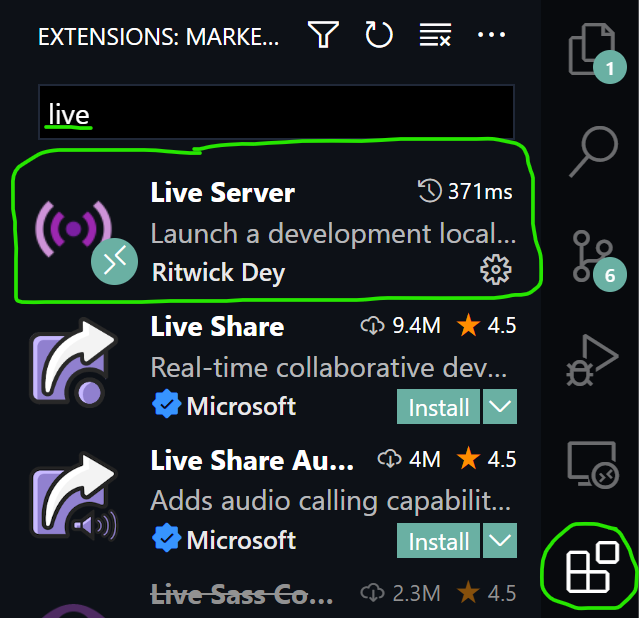 EXTENSIONS: MARKE...
1
live
Live Server 371ms
Launch a development local...
Ritwick Dey
6
Live Share 9.4M 4.5
Real-time collaborative dev...
Microsoft Install
Live Share Au... 4M 4.5
Adds audio calling capabilit...
Microsoft Install
Live Sass Co... 2.3M 4.5